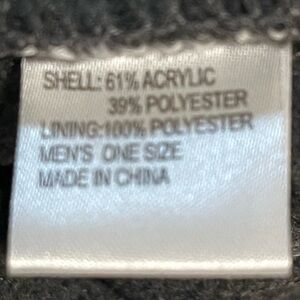 SHELL: 61% ACRYLIC
39% POLYESTER
LINING:100% POLYESTER
MEN'S ONE SIZE
MADE IN CHINA